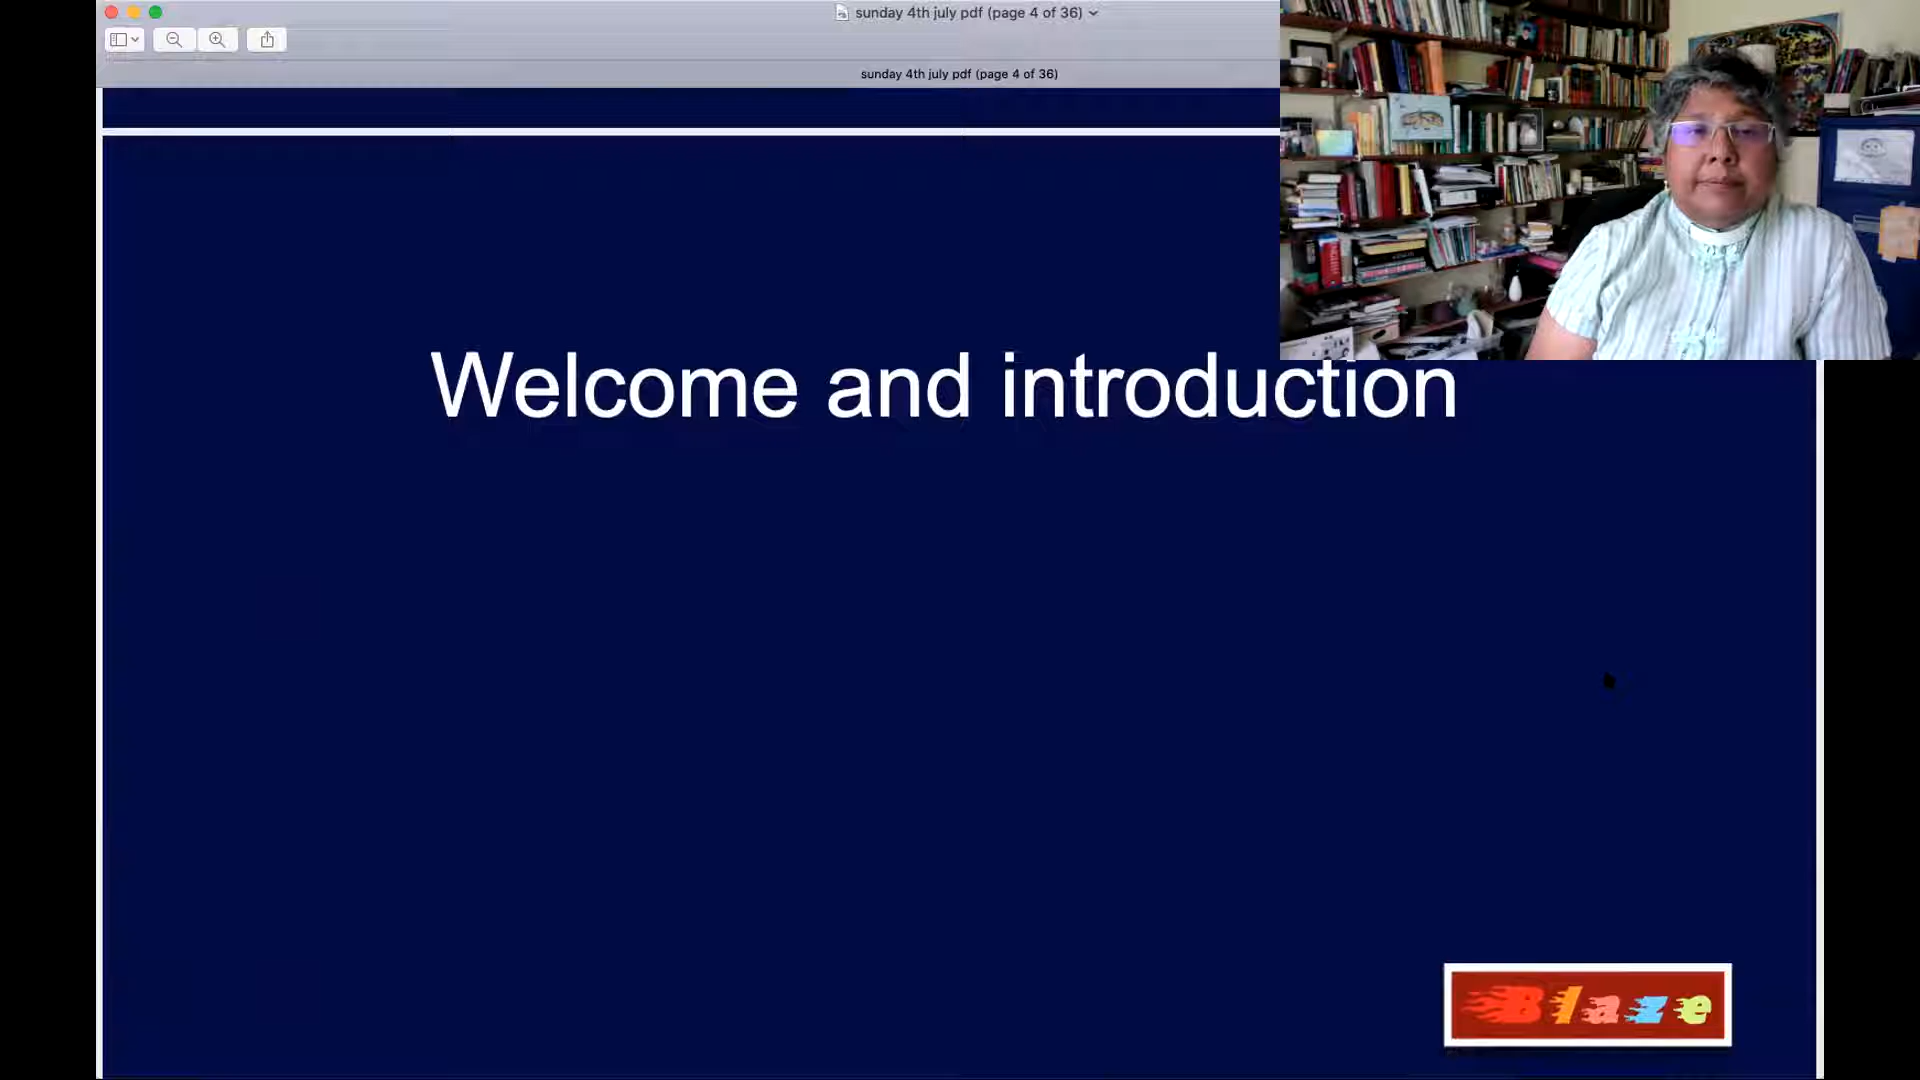 sunday 4th july pdf (page 4 of 36)
sunday 4th july pdf (page 4 of 36)
Welcome and introduction
Blaze